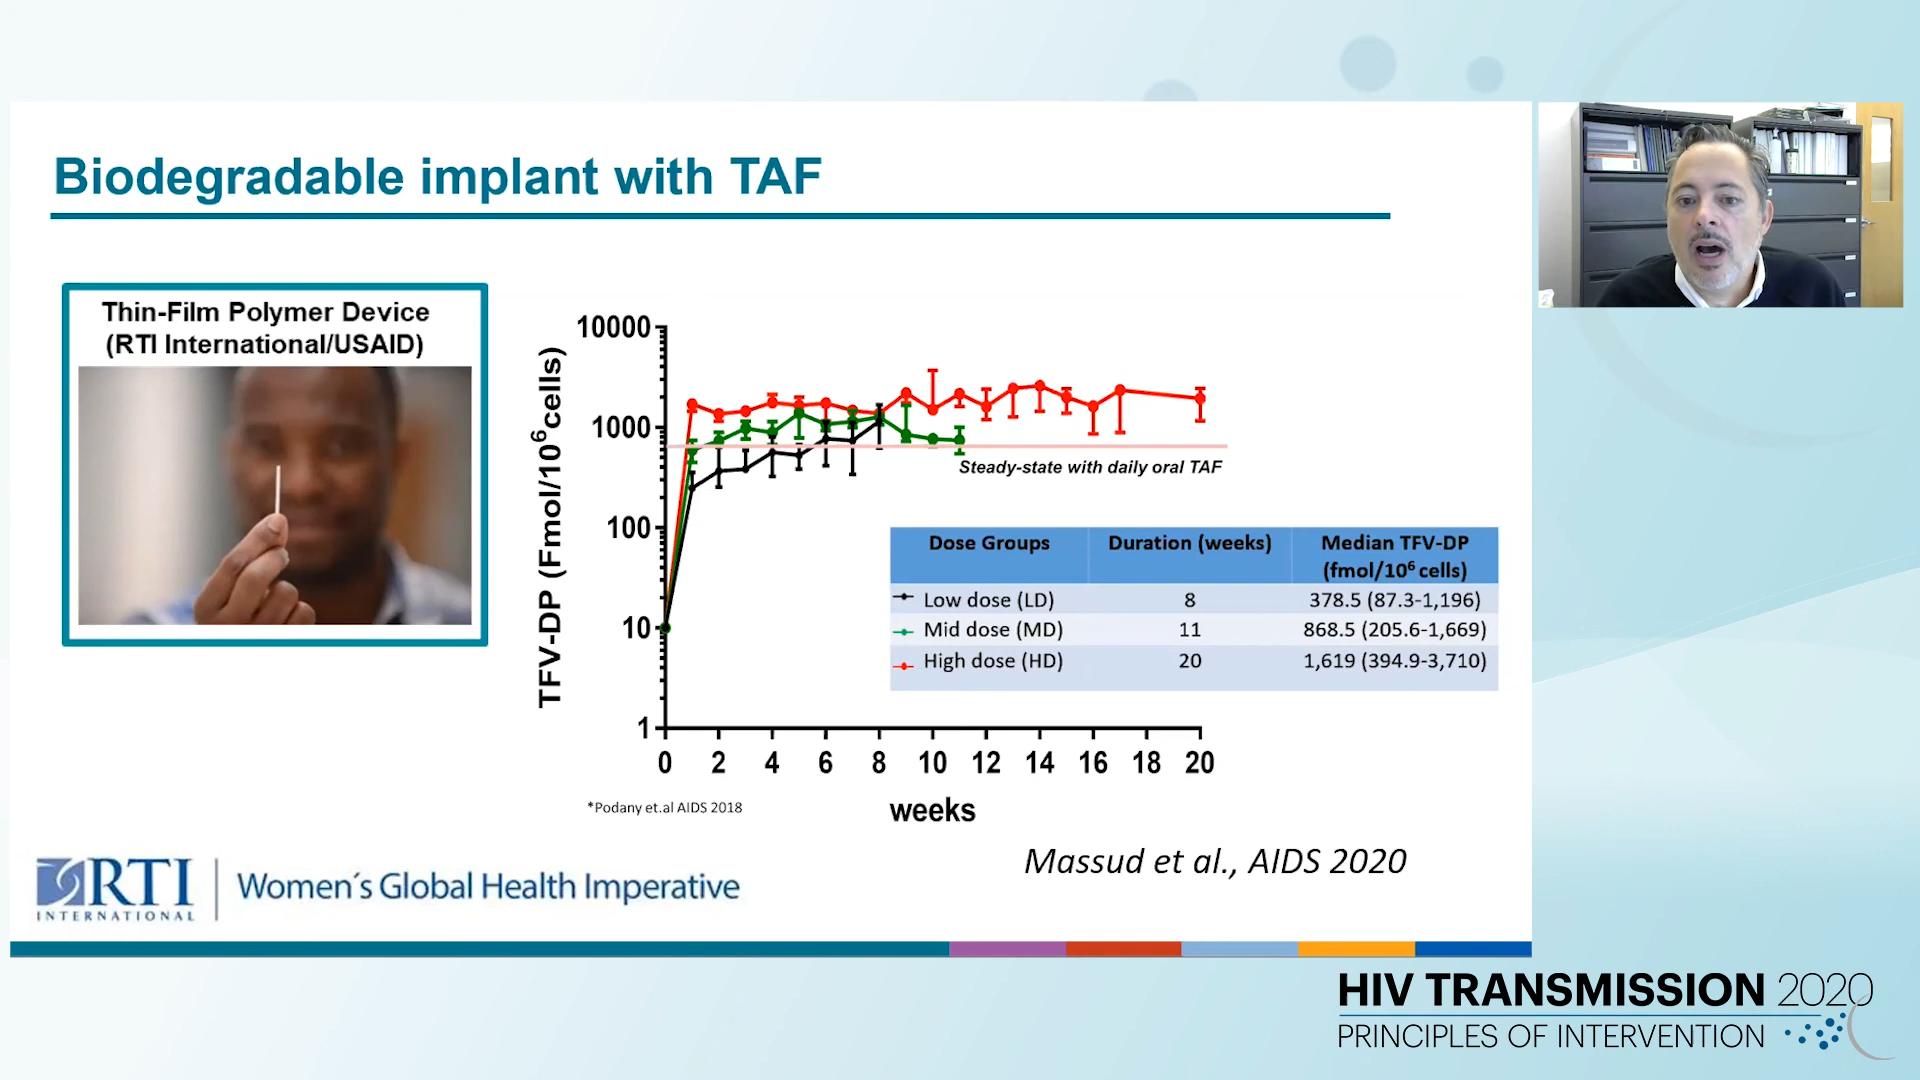 Biodegradable implant with TAF
Thin-Film Polymer Device
(RTI International/USAID)
TFV-DP (Fmol/10⁶cells)
10000
1000
100
10
1
Steady-state with daily oral TAF
Dose Groups Duration (weeks) Median TFV-DP
(fmol/10⁶ cells)
Low dose (LD) 8 378.5 (87.3-1,196)
Mid dose (MD) 11 868.5 (205.6-1,669)
High dose (HD) 20 1,619 (394.9-3,710)
0 2 4 6 8 10 12 14 16 18 20
weeks
*Podany et.al AIDS 2018
Massud et al., AIDS 2020
RTI
INTERNATIONAL
Women´s Global Health Imperative
HIV TRANSMISSION 2020
PRINCIPLES OF INTERVENTION